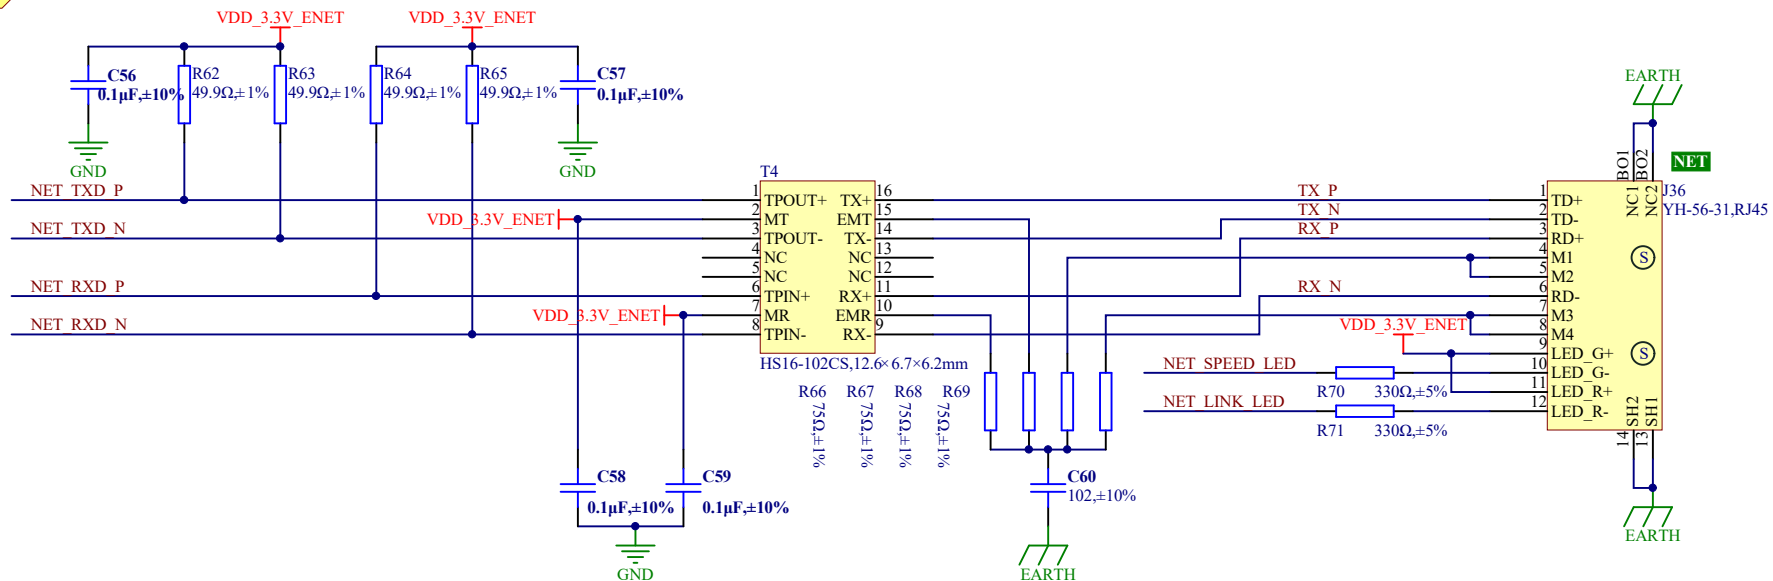 VDD_3.3V_ENET
VDD_3.3V_ENET
C56
0.1μF,±10%
R62
49.9Ω,±1%
R63
49.9Ω,±1%
R64
49.9Ω,±1%
R65
49.9Ω,±1%
C57
0.1μF,±10%
GND
GND
EARTH
NET
BO1
BO2
NET_TXD_P
NET_TXD_N
NET_RXD_P
NET_RXD_N
VDD_3.3V_ENET
VDD_3.3V_ENET
T4
1 TPOUT+ TX+ 16
2 MT EMT 15
3 TPOUT- TX- 14
4 NC NC 13
5 NC NC 12
6 TPIN+ RX+ 11
7 MR EMR 10
8 TPIN- RX- 9
HS16-102CS,12.6×6.7×6.2mm
TX_P
TX_N
RX_P
RX_N
J36
YH-56-31,RJ45
NC1
NC2
1 TD+
2 TD-
3 RD+
4 M1
5 M2
6 RD-
7 M3
8 M4
9 LED_G+
10 LED_G-
11 LED_R+
12 LED_R-
S
S
SH2
SH1
14
13
VDD_3.3V_ENET
NET_SPEED_LED
NET_LINK_LED
R70
330Ω,±5%
R71
330Ω,±5%
R66
75Ω,±1%
R67
75Ω,±1%
R68
75Ω,±1%
R69
75Ω,±1%
C58
0.1μF,±10%
C59
0.1μF,±10%
C60
102,±10%
GND
EARTH
EARTH